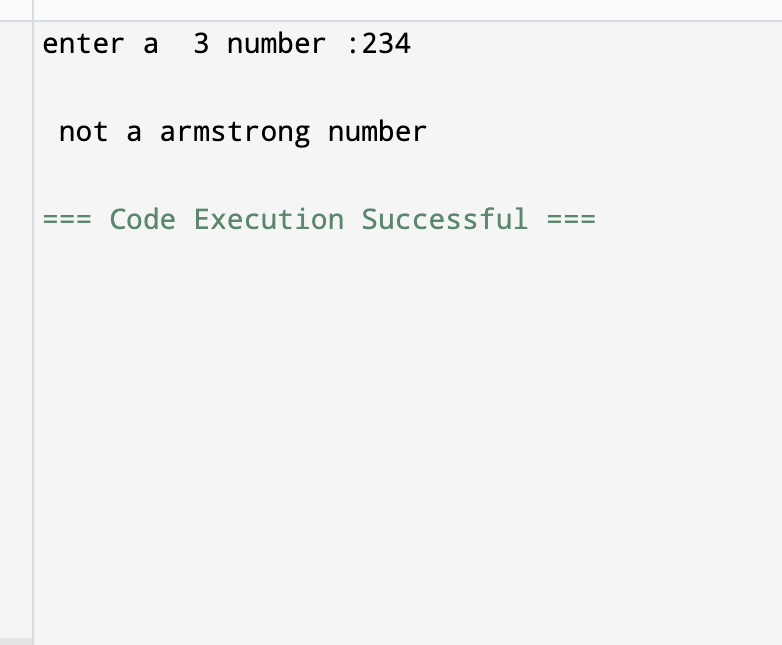 enter a  3 number :234
not a armstrong number
=== Code Execution Successful ===